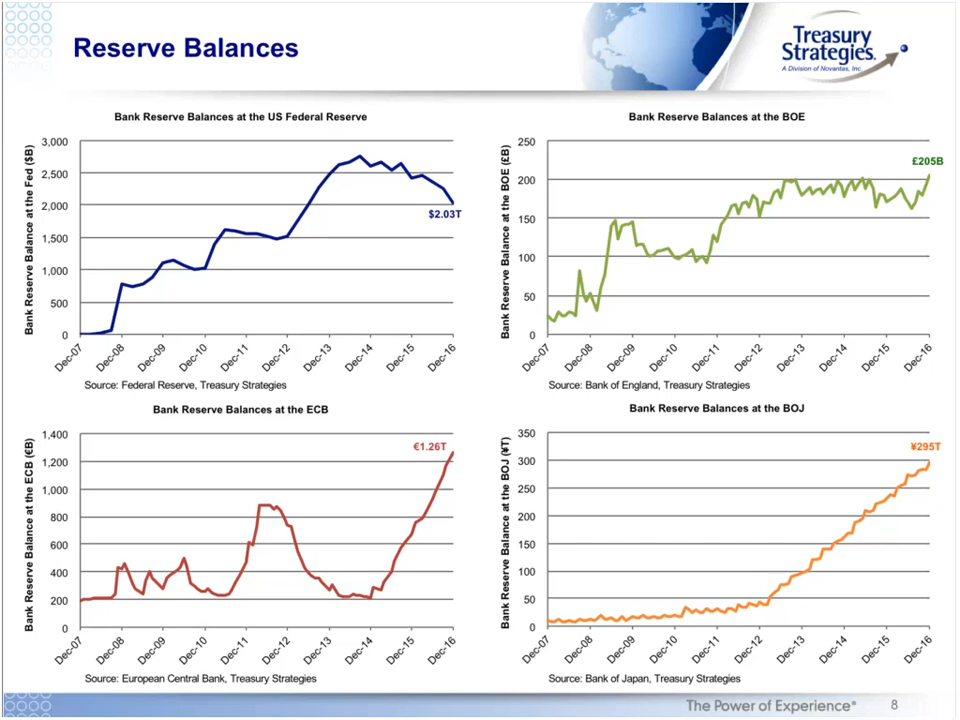 Reserve Balances
Treasury
Strategies®
A Division of Novantas, Inc.
Bank Reserve Balances at the US Federal Reserve
Bank Reserve Balance at the Fed ($B)
3,000
2,500
2,000
1,500
1,000
500
0
$2.03T
Dec-07
Dec-08
Dec-09
Dec-10
Dec-11
Dec-12
Dec-13
Dec-14
Dec-15
Dec-16
Source: Federal Reserve, Treasury Strategies
Bank Reserve Balances at the BOE
Bank Reserve Balance at the BOE (£B)
250
200
150
100
50
0
£205B
Dec-07
Dec-08
Dec-09
Dec-10
Dec-11
Dec-12
Dec-13
Dec-14
Dec-15
Dec-16
Source: Bank of England, Treasury Strategies
Bank Reserve Balances at the ECB
Bank Reserve Balance at the ECB (€B)
1,400
1,200
1,000
800
600
400
200
0
€1.26T
Dec-07
Dec-08
Dec-09
Dec-10
Dec-11
Dec-12
Dec-13
Dec-14
Dec-15
Dec-16
Source: European Central Bank, Treasury Strategies
Bank Reserve Balances at the BOJ
Bank Reserve Balance at the BOJ (¥T)
350
300
250
200
150
100
50
0
¥295T
Dec-07
Dec-08
Dec-09
Dec-10
Dec-11
Dec-12
Dec-13
Dec-14
Dec-15
Dec-16
Source: Bank of Japan, Treasury Strategies
The Power of Experience®
8